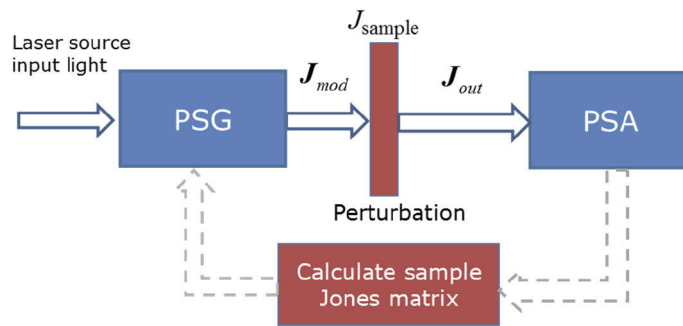 Laser source
input light
PSG
J_mod
J_sample
J_out
PSA
Perturbation
Calculate sample
Jones matrix